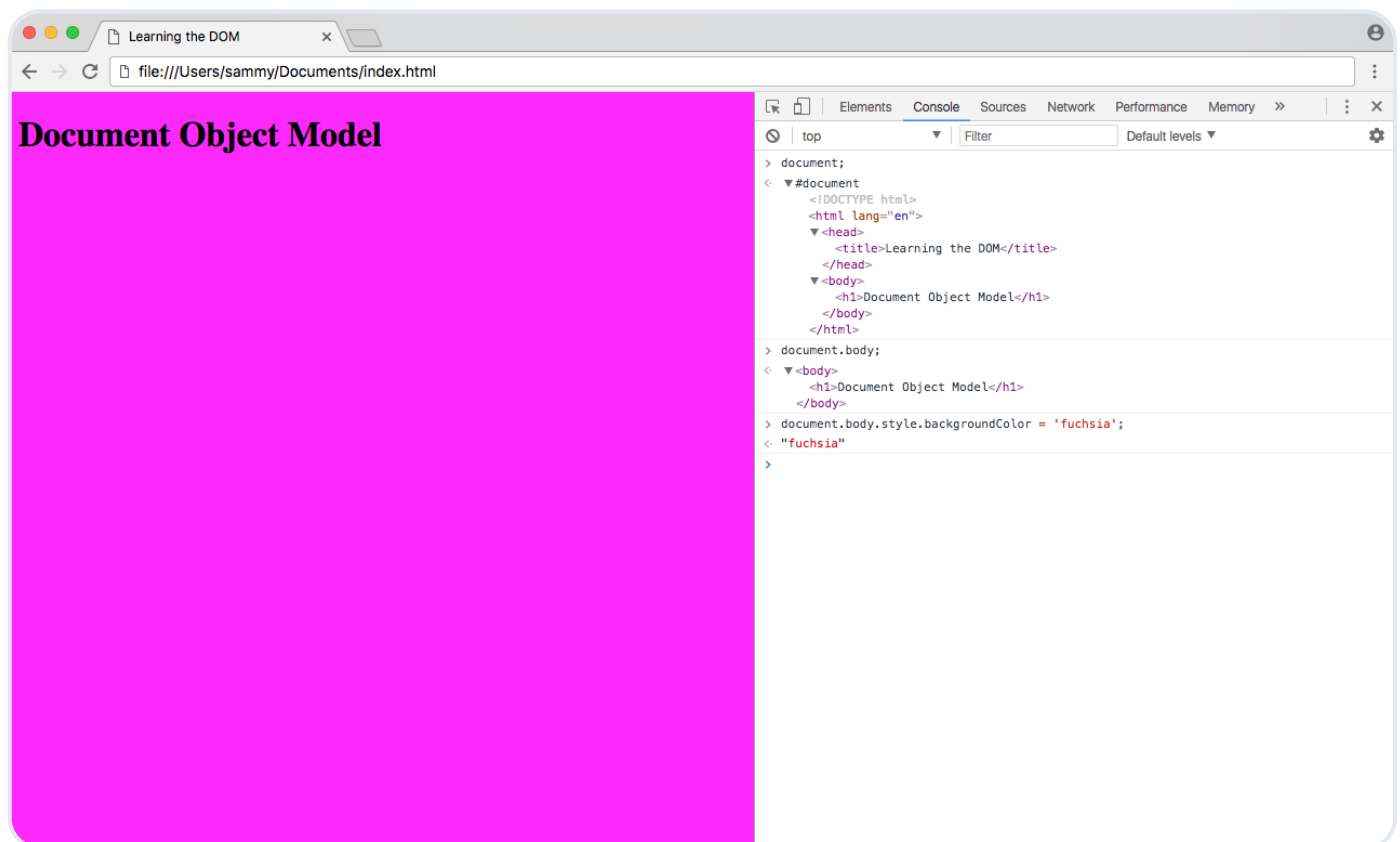 Learning the DOM
file:///Users/sammy/Documents/index.html
Document Object Model
Elements Console Sources Network Performance Memory »
top Filter Default levels
> document;
#document
<!DOCTYPE html>
<html lang="en">
<head>
<title>Learning the DOM</title>
</head>
<body>
<h1>Document Object Model</h1>
</body>
</html>
> document.body;
<body>
<h1>Document Object Model</h1>
</body>
> document.body.style.backgroundColor = 'fuchsia';
"fuchsia"
>